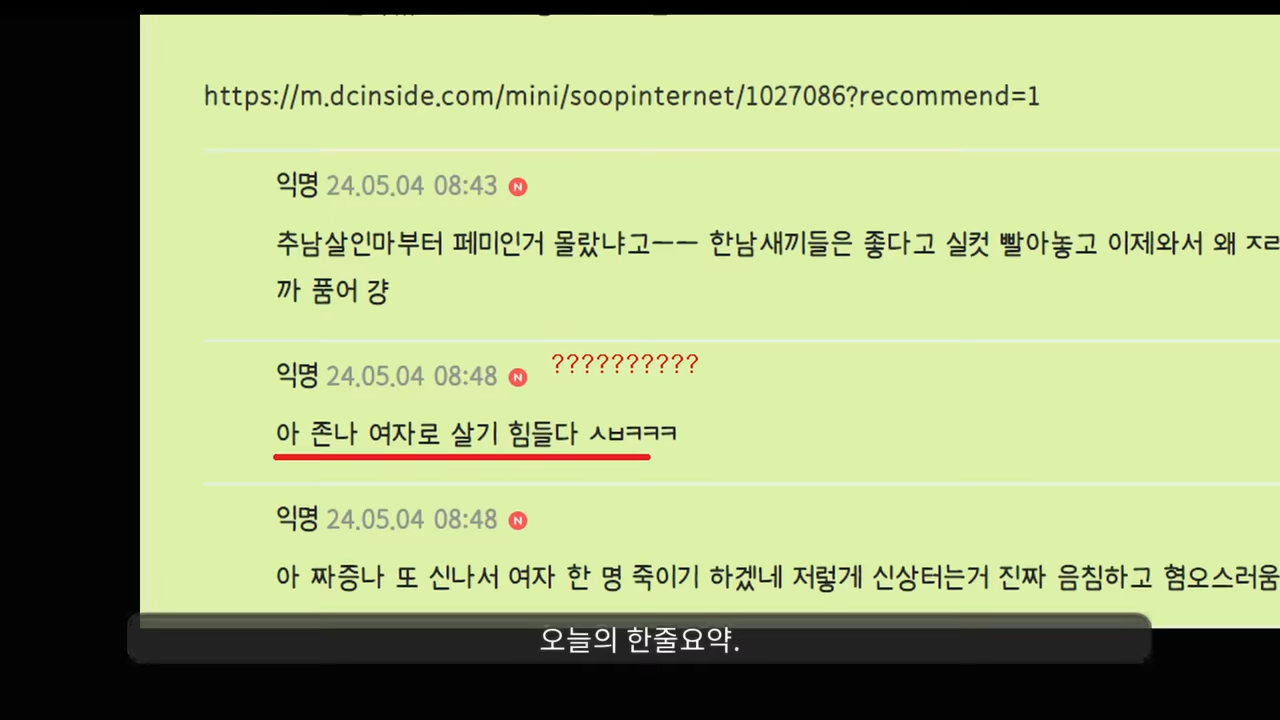 https://m.dcinside.com/mini/soopinternet/1027086?recommend=1
익명 24.05.04 08:43 N
추남살인마부터 페미인거 몰랐냐고ㅡㅡ 한남새끼들은 좋다고 실컷 빨아놓고 이제와서 왜
까 품어 걍
익명 24.05.04 08:48 N ??????????
아 존나 여자로 살기 힘들다 ㅅㅂㅋㅋㅋ
익명 24.05.04 08:48 N
아 짜증나 또 신나서 여자 한 명 죽이기 하겠네 저렇게 신상터는거 진짜 음침하고 혐오스러움
오늘의 한줄요약.